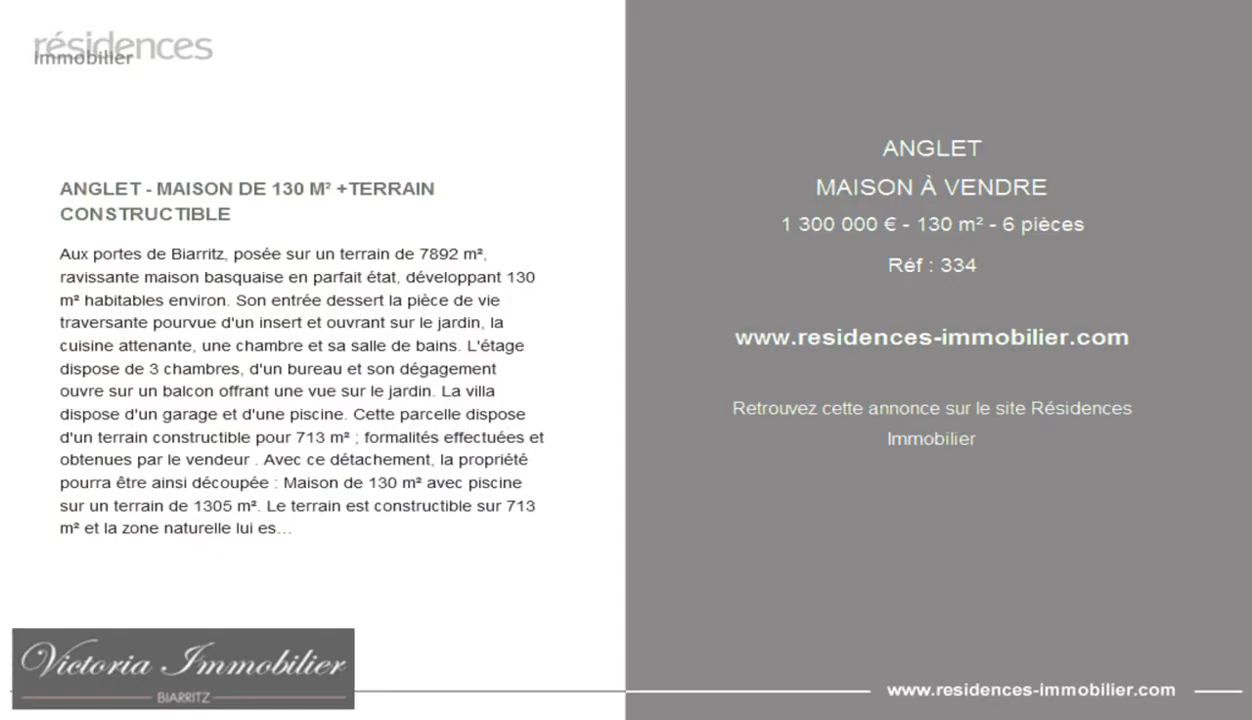 résidences
Immobilier
ANGLET - MAISON DE 130 M² +TERRAIN
CONSTRUCTIBLE
Aux portes de Biarritz, posée sur un terrain de 7892 m²,
ravissante maison basquaise en parfait état, développant 130
m² habitables environ. Son entrée dessert la pièce de vie
traversante pourvue d'un insert et ouvrant sur le jardin, la
cuisine attenante, une chambre et sa salle de bains. L'étage
dispose de 3 chambres, d'un bureau et son dégagement
ouvre sur un balcon offrant une vue sur le jardin. La villa
dispose d'un garage et d'une piscine. Cette parcelle dispose
d'un terrain constructible pour 713 m² ; formalités effectuées et
obtenues par le vendeur . Avec ce détachement, la propriété
pourra être ainsi découpée : Maison de 130 m² avec piscine
sur un terrain de 1305 m². Le terrain est constructible sur 713
m² et la zone naturelle lui es...
Victoria Immobilier
BIARRITZ
ANGLET
MAISON À VENDRE
1 300 000 € - 130 m² - 6 pièces
Réf : 334
www.residences-immobilier.com
Retrouvez cette annonce sur le site Résidences
Immobilier
www.residences-immobilier.com